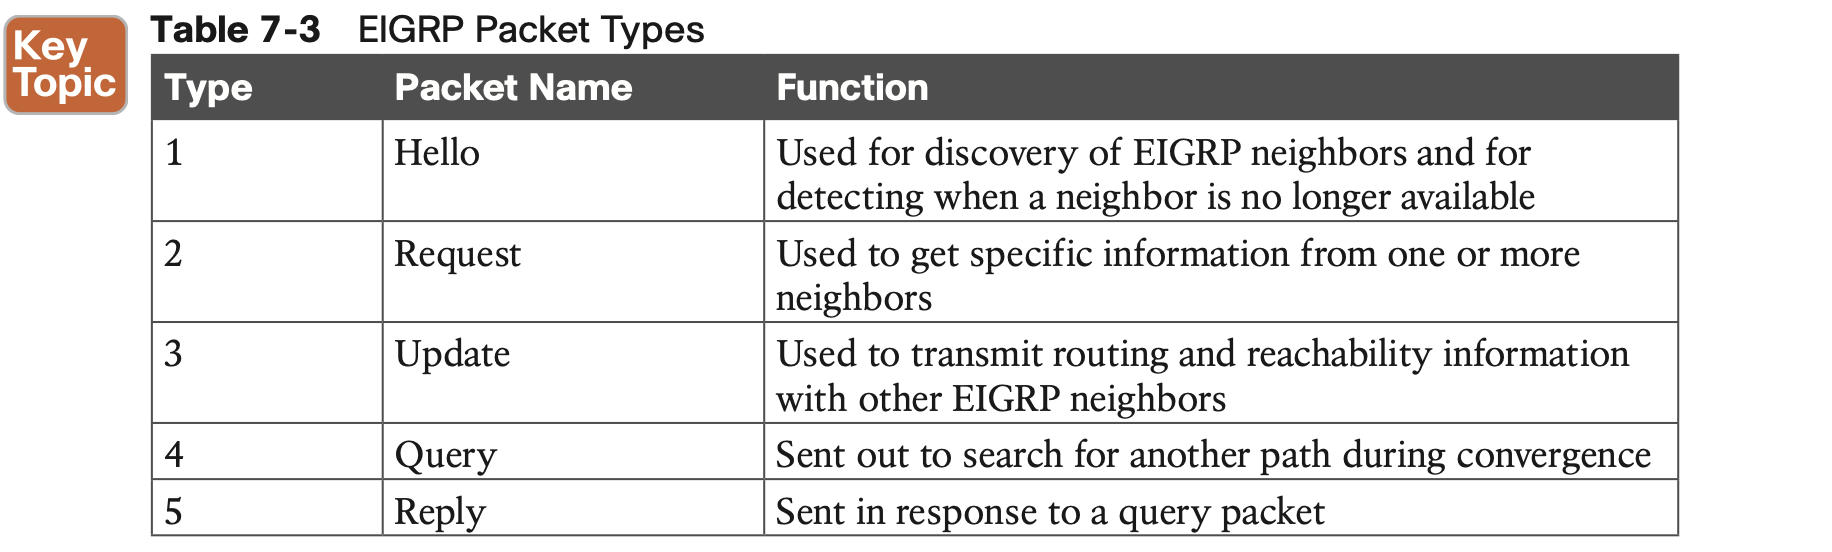 Key
Topic
Table 7-3 EIGRP Packet Types
Type Packet Name Function
1 Hello Used for discovery of EIGRP neighbors and for
detecting when a neighbor is no longer available
2 Request Used to get specific information from one or more
neighbors
3 Update Used to transmit routing and reachability information
with other EIGRP neighbors
4 Query Sent out to search for another path during convergence
5 Reply Sent in response to a query packet